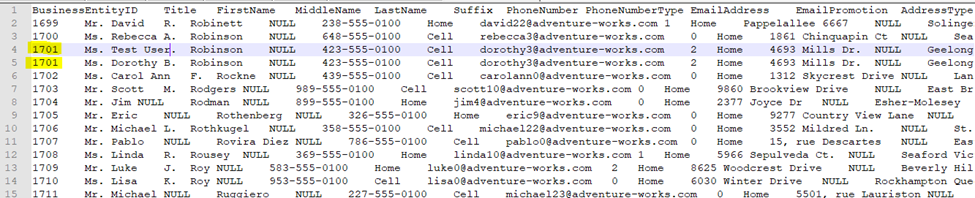 1 BusinessEntityID Title FirstName MiddleName LastName Suffix PhoneNumber PhoneNumberType EmailAddress EmailPromotion AddressType
2 1699 Mr. David R. Robinett NULL 238-555-0100 Home david22@adventure-works.com 1 Home Pappelallee 6667 NULL Solinge
3 1700 Ms. Rebecca A. Robinson NULL 648-555-0100 Cell rebecca3@adventure-works.com 0 Home 1861 Chinquapin Ct NULL Sea
4 1701 Ms. Test User. Robinson NULL 423-555-0100 Cell dorothy3@adventure-works.com 2 Home 4693 Mills Dr. NULL Geelong
5 1701 Ms. Dorothy B. Robinson NULL 423-555-0100 Cell dorothy3@adventure-works.com 2 Home 4693 Mills Dr. NULL Geelong
6 1702 Ms. Carol Ann F. Rockne NULL 439-555-0100 Cell carolann0@adventure-works.com 0 Home 1312 Skycrest Drive NULL Lan
7 1703 Mr. Scott M. Rodgers NULL 989-555-0100 Cell scott10@adventure-works.com 0 Home 9860 Brookview Drive NULL East Br
8 1704 Mr. Jim NULL Rodman NULL 899-555-0100 Home jim4@adventure-works.com 0 Home 2377 Joyce Dr NULL Esher-Molesey
9 1705 Mr. Eric NULL Rothenberg NULL 326-555-0100 Home eric9@adventure-works.com 0 Home 9277 Country View Lane NULL
10 1706 Mr. Michael L. Rothkugel NULL 358-555-0100 Cell michael22@adventure-works.com 0 Home 3552 Mildred Ln. NULL St.
11 1707 Mr. Pablo NULL Rovira Diez NULL 786-555-0100 Cell pablo0@adventure-works.com 0 Home 15, rue Descartes NULL Eas
12 1708 Ms. Linda R. Rousey NULL 369-555-0100 Cell linda10@adventure-works.com 1 Home 5966 Sepulveda Ct. NULL Seaford Vic
13 1709 Mr. Luke J. Roy NULL 583-555-0100 Home luke0@adventure-works.com 2 Home 8625 Woodcrest Drive NULL Beverly Hil
14 1710 Ms. Lisa K. Roy NULL 953-555-0100 Cell lisa0@adventure-works.com 0 Home 6030 Winter Drive NULL Rockhampton Que
15 1711 Mr. Michael NULL Ruggiero NULL 227-555-0100 Cell michael23@adventure-works.com 0 Home 5501, rue Lauriston NULL